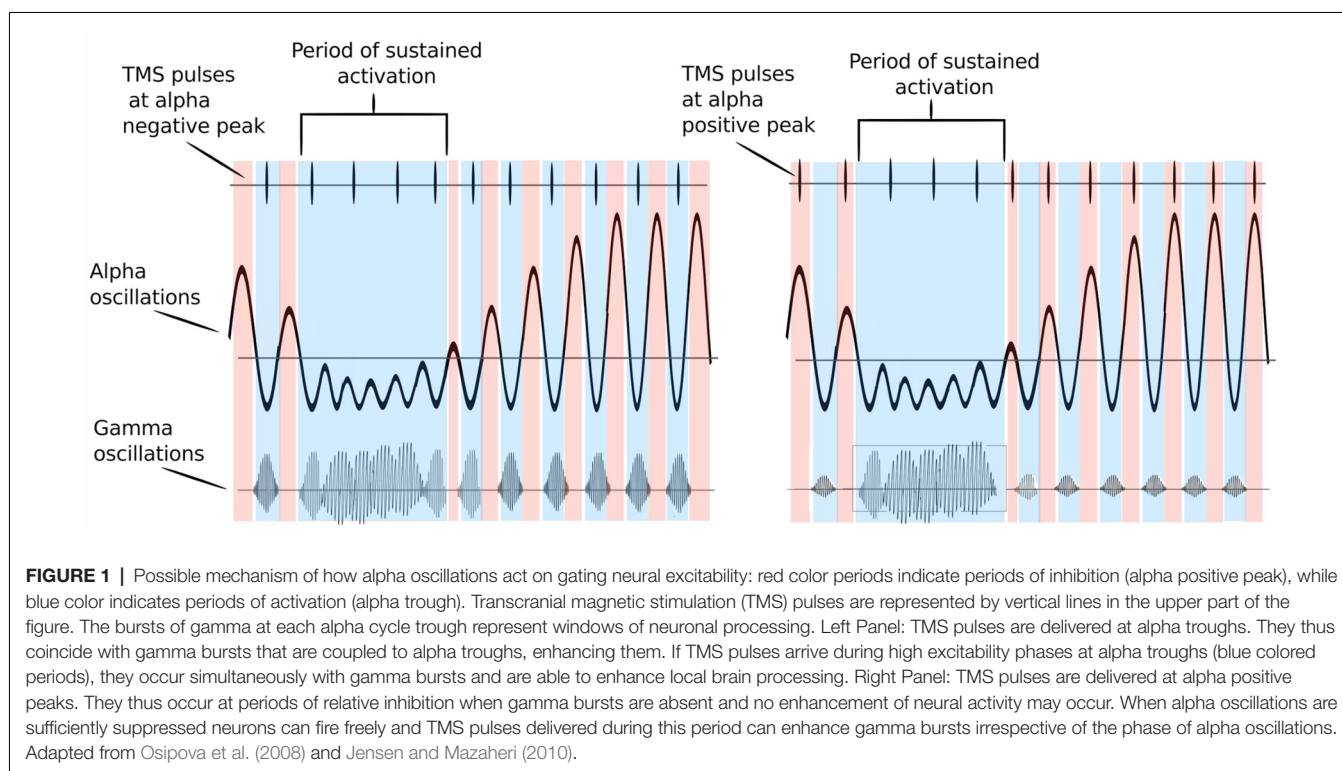 Period of sustained
activation
TMS pulses
at alpha
negative peak
Alpha
oscillations
Gamma
oscillations
Period of sustained
activation
TMS pulses
at alpha
positive peak
FIGURE 1 | Possible mechanism of how alpha oscillations act on gating neural excitability: red color periods indicate periods of inhibition (alpha positive peak), while
blue color indicates periods of activation (alpha trough). Transcranial magnetic stimulation (TMS) pulses are represented by vertical lines in the upper part of the
figure. The bursts of gamma at each alpha cycle trough represent windows of neuronal processing. Left Panel: TMS pulses are delivered at alpha troughs. They thus
coincide with gamma bursts that are coupled to alpha troughs, enhancing them. If TMS pulses arrive during high excitability phases at alpha troughs (blue colored
periods), they occur simultaneously with gamma bursts and are able to enhance local brain processing. Right Panel: TMS pulses are delivered at alpha positive
peaks. They thus occur at periods of relative inhibition when gamma bursts are absent and no enhancement of neural activity may occur. When alpha oscillations are
sufficiently suppressed neurons can fire freely and TMS pulses delivered during this period can enhance gamma bursts irrespective of the phase of alpha oscillations.
Adapted from Osipova et al. (2008) and Jensen and Mazaheri (2010).